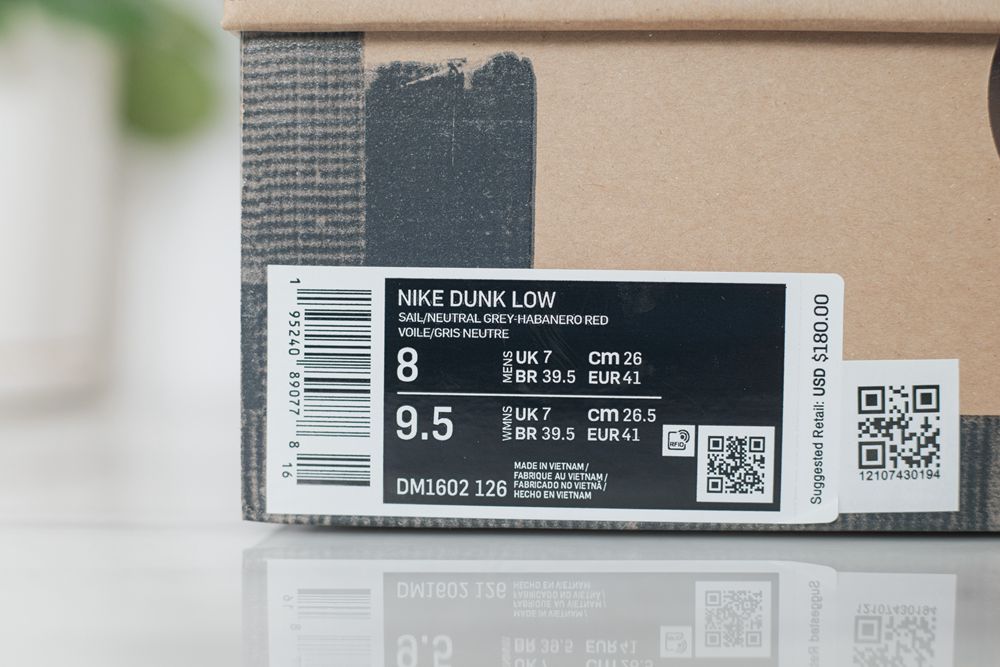 1 95240 89077 8 16
NIKE DUNK LOW
SAIL/NEUTRAL GREY-HABANERO RED
VOILE/GRIS NEUTRE
8 MENS UK 7 cm 26
BR 39.5 EUR 41
9.5 WMNS UK 7 cm 26.5
BR 39.5 EUR 41
RFID
MADE IN VIETNAM /
FABRIQUE AU VIETNAM /
FABRICADO NO VIETNÃ /
HECHO EN VIETNAM
DM1602 126
Suggested Retail: USD $180.00
12107430194